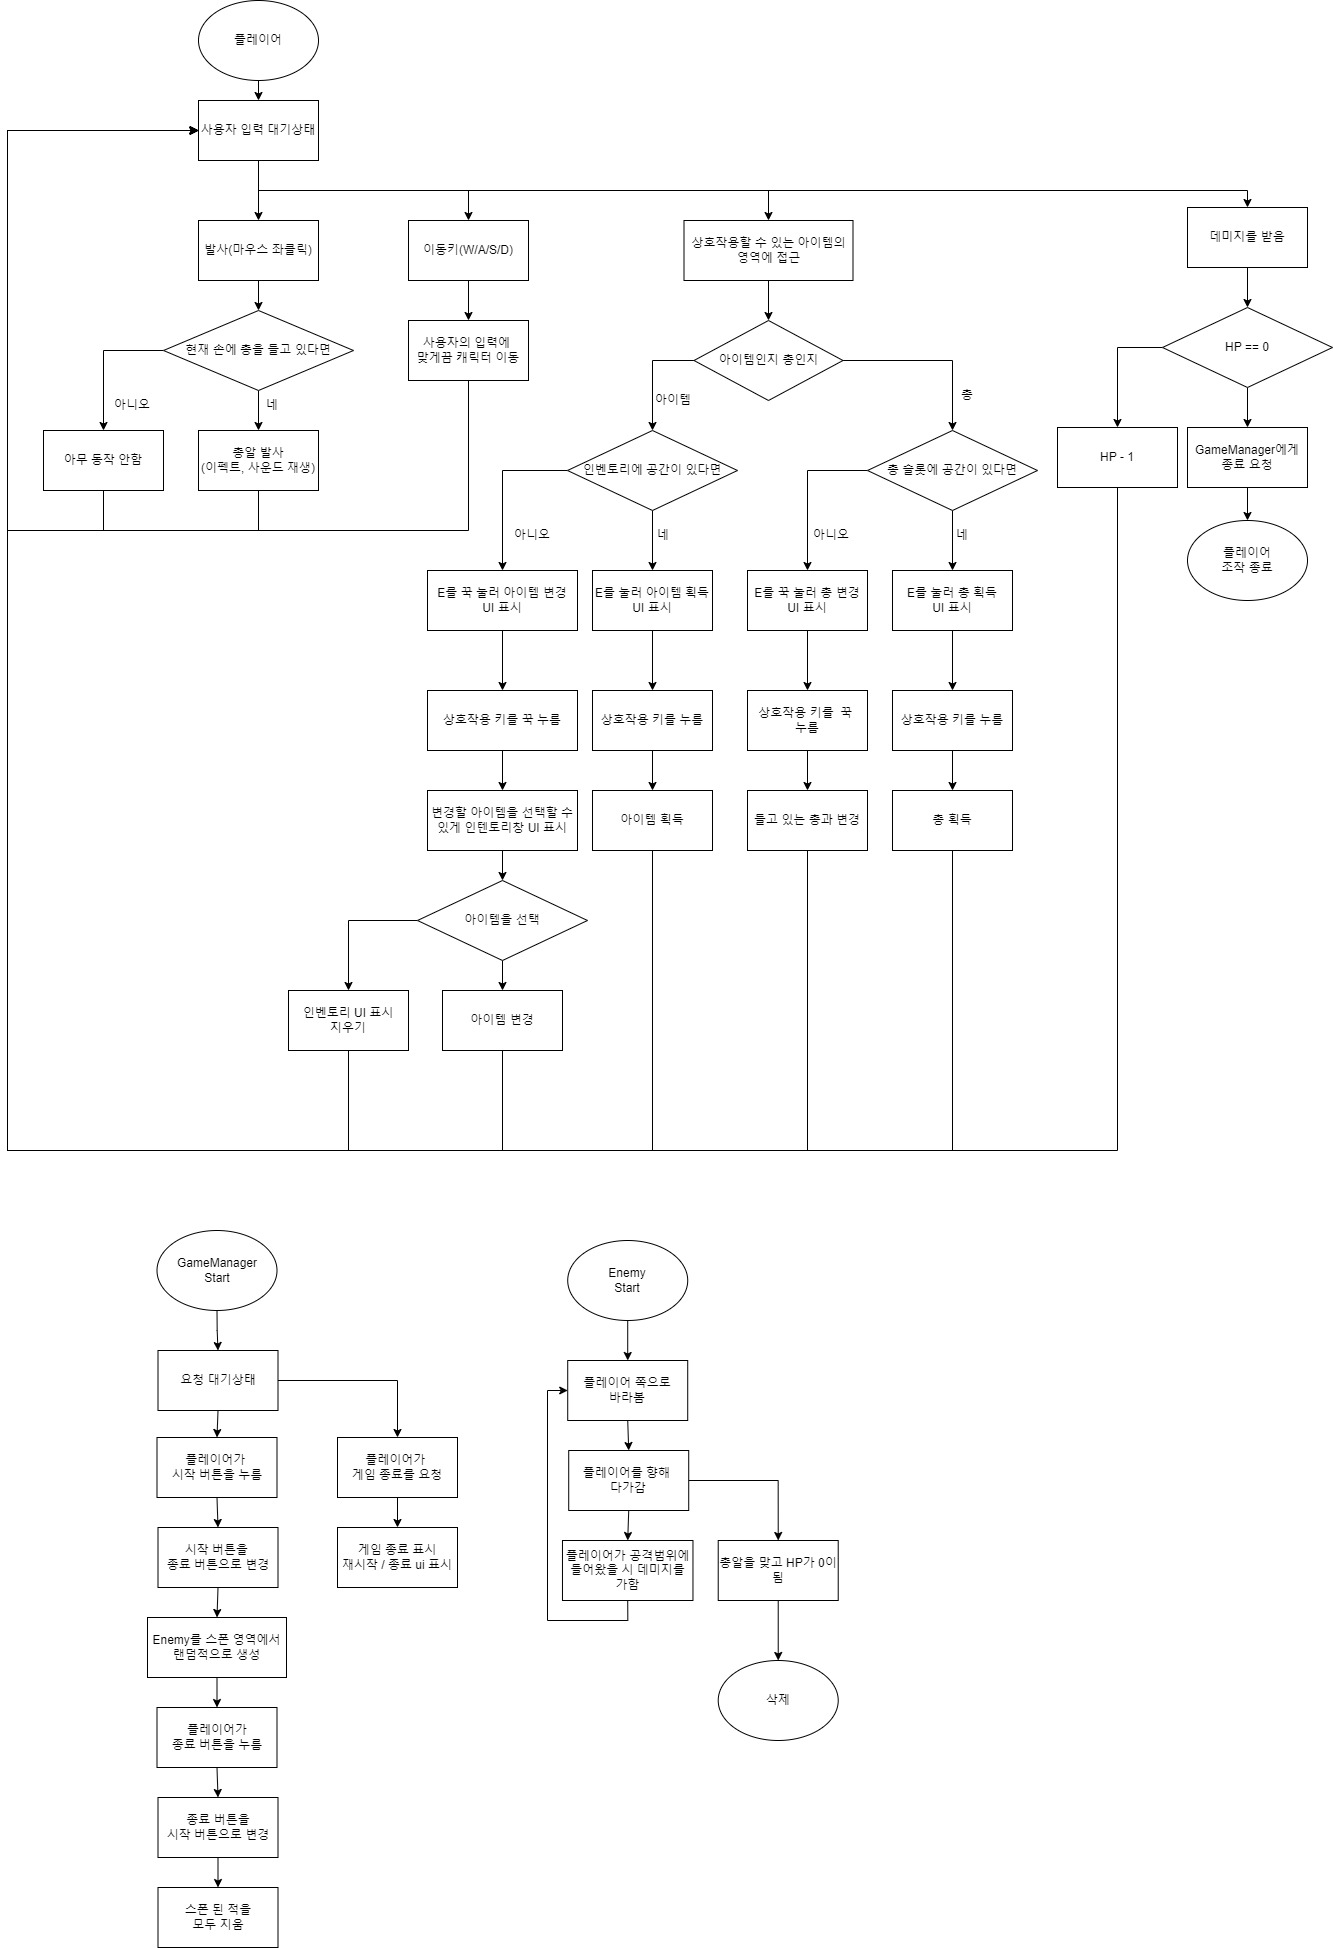 플레이어
사용자 입력 대기상태
발사(마우스 좌클릭)
이동키(W/A/S/D)
상호작용할 수 있는 아이템의
영역에 접근
데미지를 받음
현재 손에 총을 들고 있다면
사용자의 입력에
맞게끔 캐릭터 이동
아이템인지 총인지
HP == 0
아니오
네
아이템
총
아무 동작 안함
총알 발사
(이펙트, 사운드 재생)
인벤토리에 공간이 있다면
총 슬롯에 공간이 있다면
HP - 1
GameManager에게
종료 요청
아니오
네
아니오
네
플레이어
조작 종료
E를 꾹 눌러 아이템 변경
UI 표시
E를 눌러 아이템 획득
UI 표시
E를 꾹 눌러 총 변경
UI 표시
E를 눌러 총 획득
UI 표시
상호작용 키를 꾹 누름
상호작용 키를 누름
상호작용 키를  꾹
누름
상호작용 키를 누름
변경할 아이템을 선택할 수
있게 인텐토리창 UI 표시
아이템 획득
들고 있는 총과 변경
총 획득
아이템을 선택
인벤토리 UI 표시
지우기
아이템 변경
GameManager
Start
요청 대기상태
플레이어가
시작 버튼을 누름
플레이어가
게임 종료를 요청
시작 버튼을
종료 버튼으로 변경
게임 종료 표시
재시작 / 종료 ui 표시
Enemy를 스폰 영역에서
랜덤적으로 생성
플레이어가
종료 버튼을 누름
종료 버튼을
시작 버튼으로 변경
스폰 된 적을
모두 지움
Enemy
Start
플레이어 쪽으로
바라봄
플레이어를 향해
다가감
플레이어가 공격범위에
들어왔을 시 데미지를
가함
총알을 맞고 HP가 0이
됨
삭제